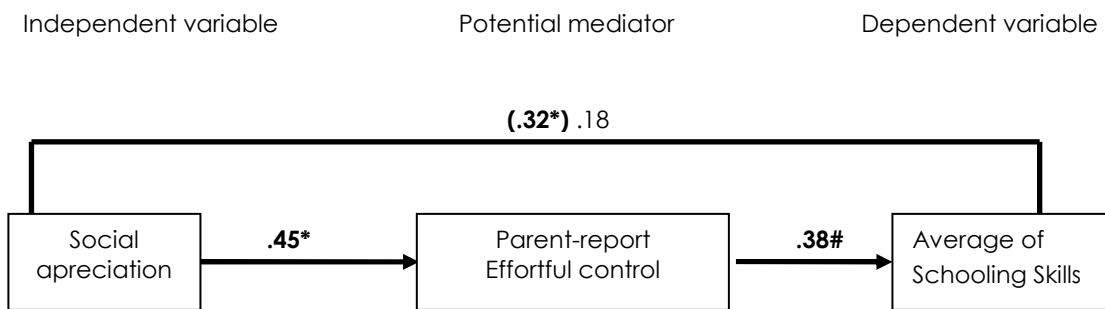 Independent variable Potential mediator Dependent variable
(.32*) .18
Social
apreciation
.45*
Parent-report
Effortful control
.38#
Average of
Schooling Skills